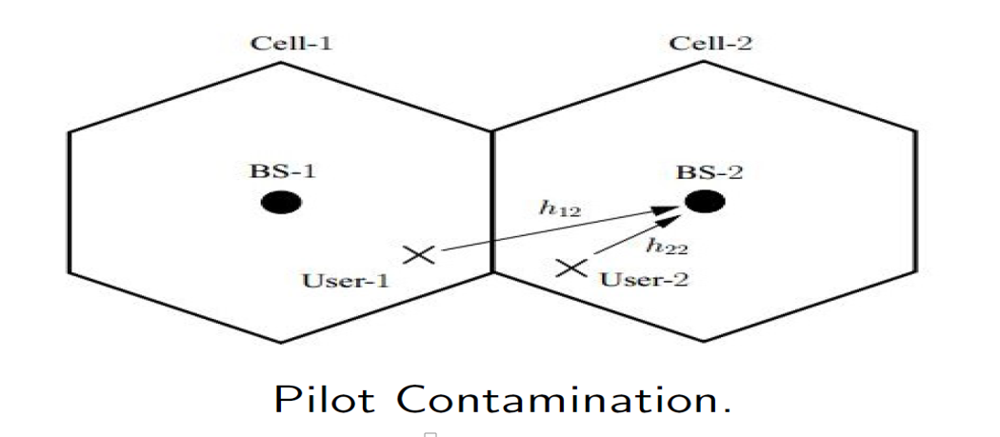 Cell-1
Cell-2
BS-1
BS-2
h12
h22
User-1
User-2
Pilot Contamination.